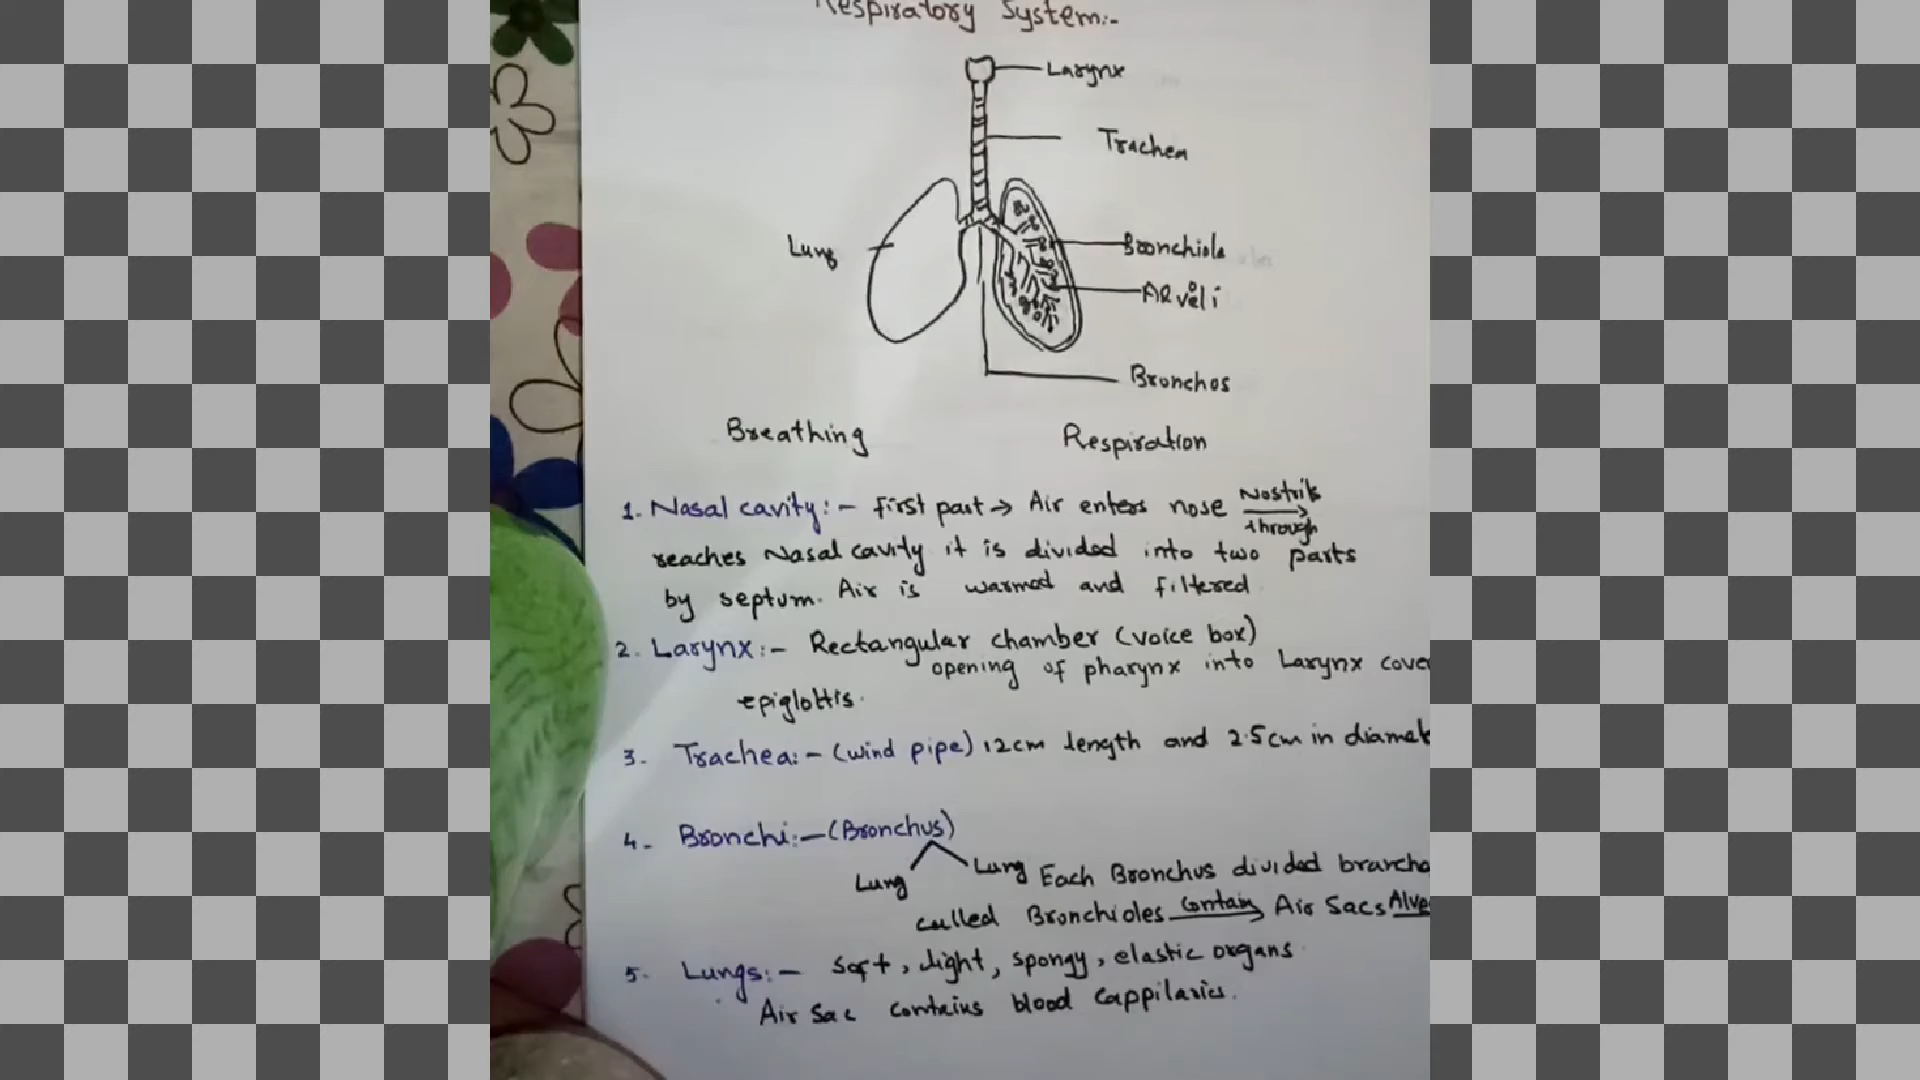 Respiratory System:-
Larynx
Trachea
Lung
Bronchiole
Alveoli
Bronchos
Breathing
Respiration
1. Nasal cavity:- first part → Air enters nose Nostrils through
reaches Nasal cavity it is divided into two parts
by septum. Air is warmed and filtered
2. Larynx:- Rectangular chamber (voice box)
opening of pharynx into Larynx cove
epiglottis.
3. Trachea:- (wind pipe) 12cm length and 2.5cm in diamet
4. Bronchi:- (Bronchus)
Lung Lung Each Bronchus divided branche
called Bronchioles Contain Air Sacs Alve
5. Lungs:- Soft, light, spongy, elastic organs
Air Sac contains blood cappilaries.